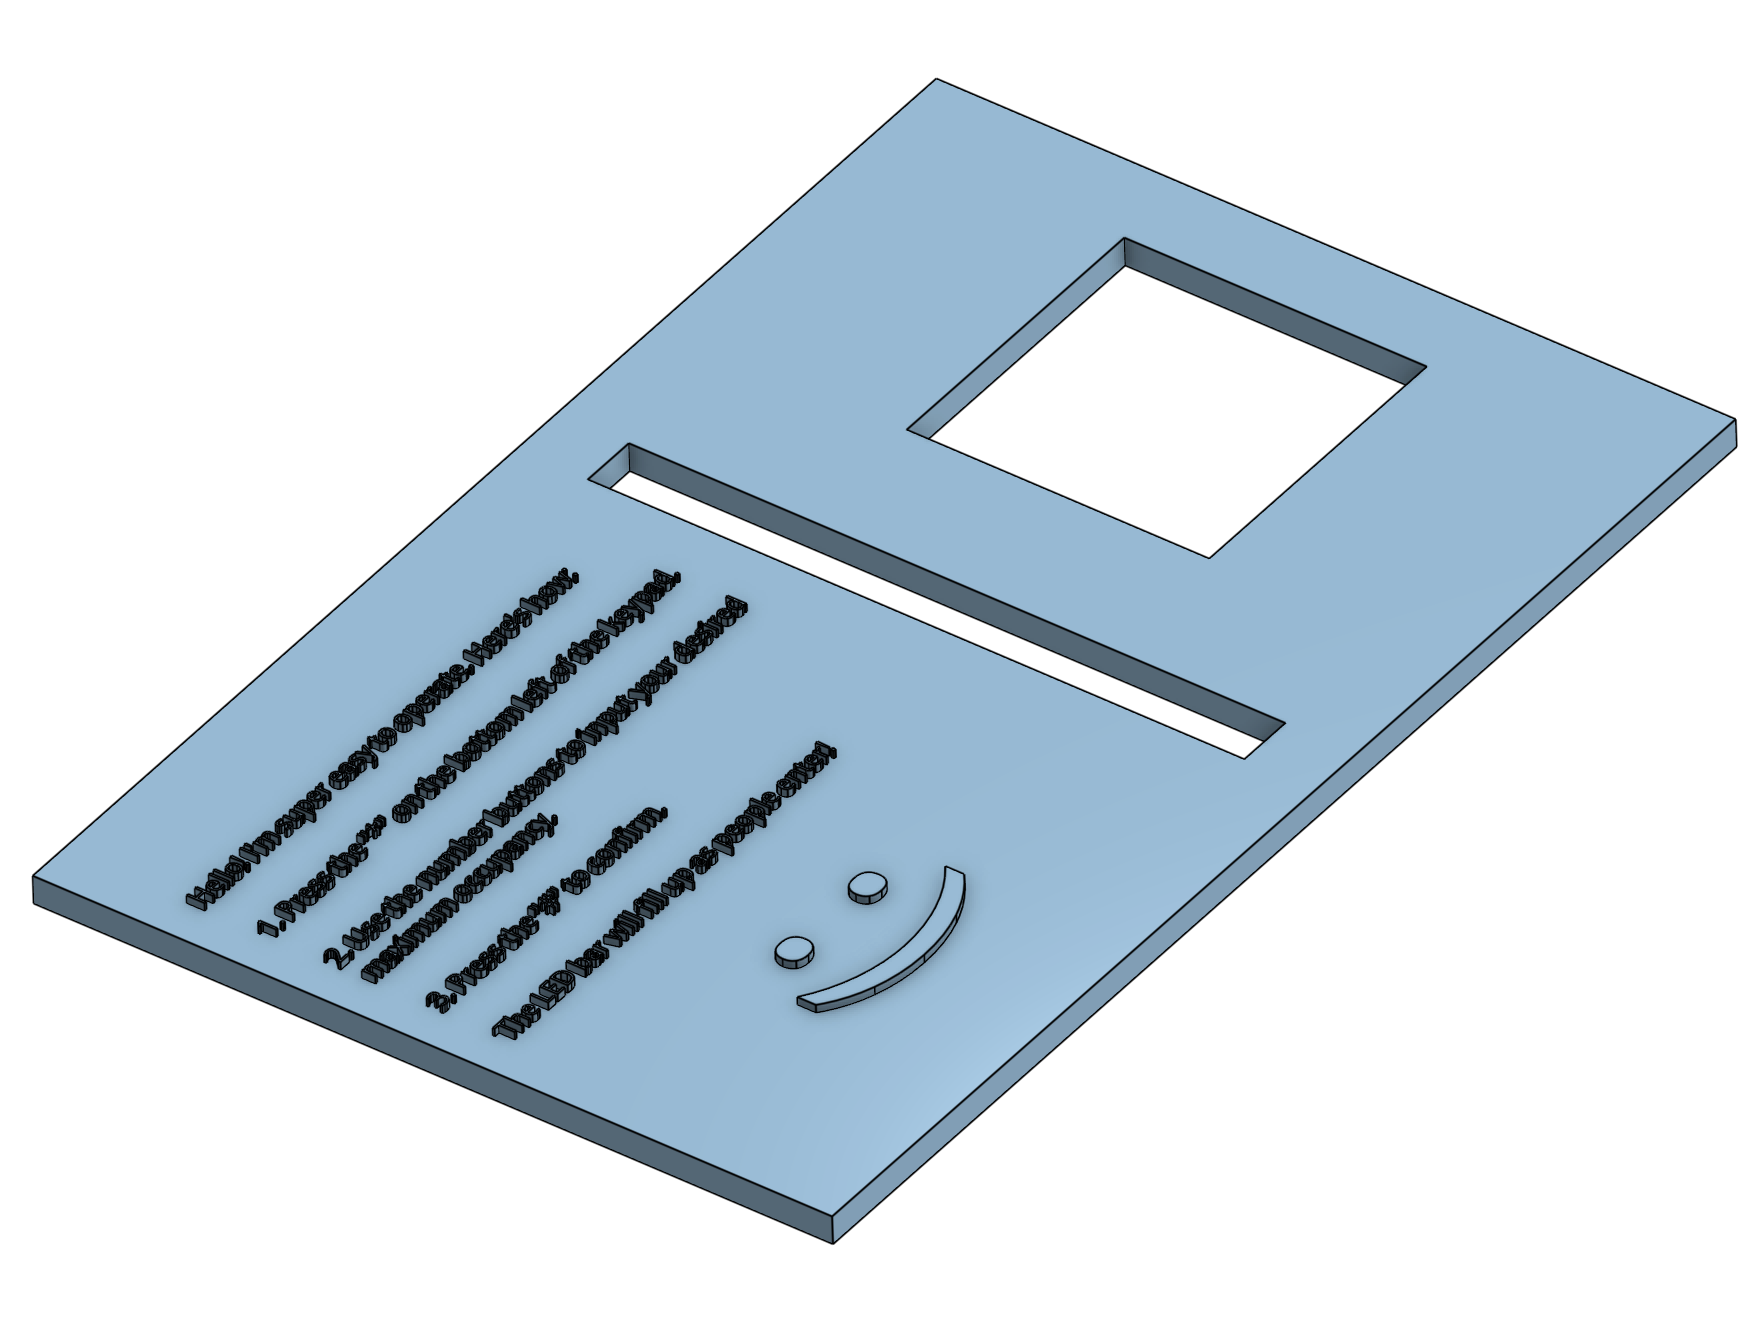 Hello! I'm super easy to operate. Here's how:
1. Press the "*" on the bottom left of the keypad.
2. Use the number buttons to input your desired
maximum occupancy.
3. Press the "#" to confirm.
The LED bar will fill up as people enter!